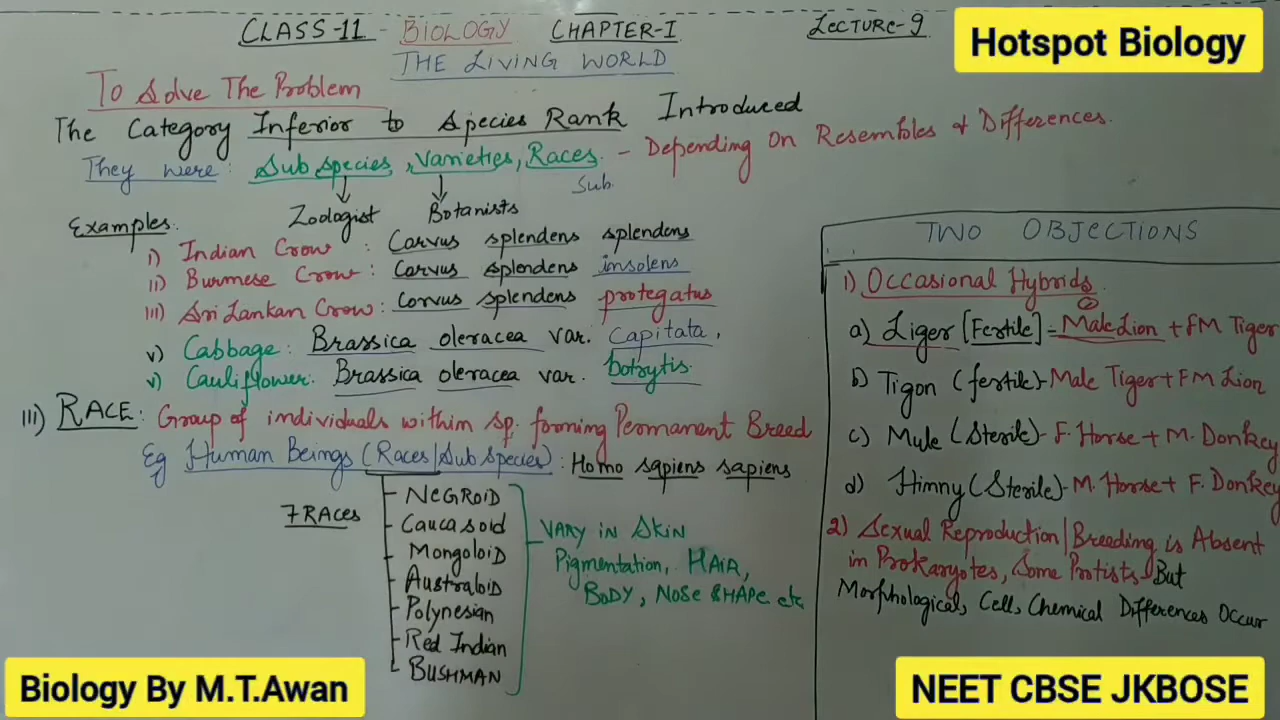 CLASS-11 - BIOLOGY CHAPTER-I LECTURE-9
Hotspot Biology
THE LIVING WORLD
To Solve The Problem
The Category Inferior to Species Rank Introduced
They were: Sub species, Varieties, Races. - Depending On Resembles & Differences.
Sub.
Zoologist Botanists
Examples.
i) Indian Crow : Corvus splendens splendens
ii) Burmese Crow: Corvus splendens insolens
iii) Sri Lankan Crow: Corvus splendens protegatus
v) Cabbage: Brassica oleracea var. Capitata,
v) Cauliflower: Brassica oleracea var. botrytis.
III) RACE: Group of individuals within sp. forming Permanent Breed
Eg Human Beings (Races/Sub Species): Homo sapiens sapiens
7 RAces
NeGROiD
Caucasoid
MongoloiD
AustraloiD
Polynesian
Red Indian
BUSHMAN
VARY IN SKIN
Pigmentation, HAiR,
BoDY, NoSe SHAPe etc
TWO OBJECTIONS
1) Occasional Hybrids
a) Liger [Fertile] = Male Lion + FM Tiger
b) Tigon (fertile)-Male Tiger+FM Lion
c) Mule (Sterile)- F. Horse + M. Donkey
d) Himny (Sterile)-M. Horse + F. Donkey
2) Sexual Reproduction/Breeding is Absent
in Prokaryotes, Some Protists-But
Morphological, Cell, Chemical Differences Occur
Biology By M.T.Awan
NEET CBSE JKBOSE